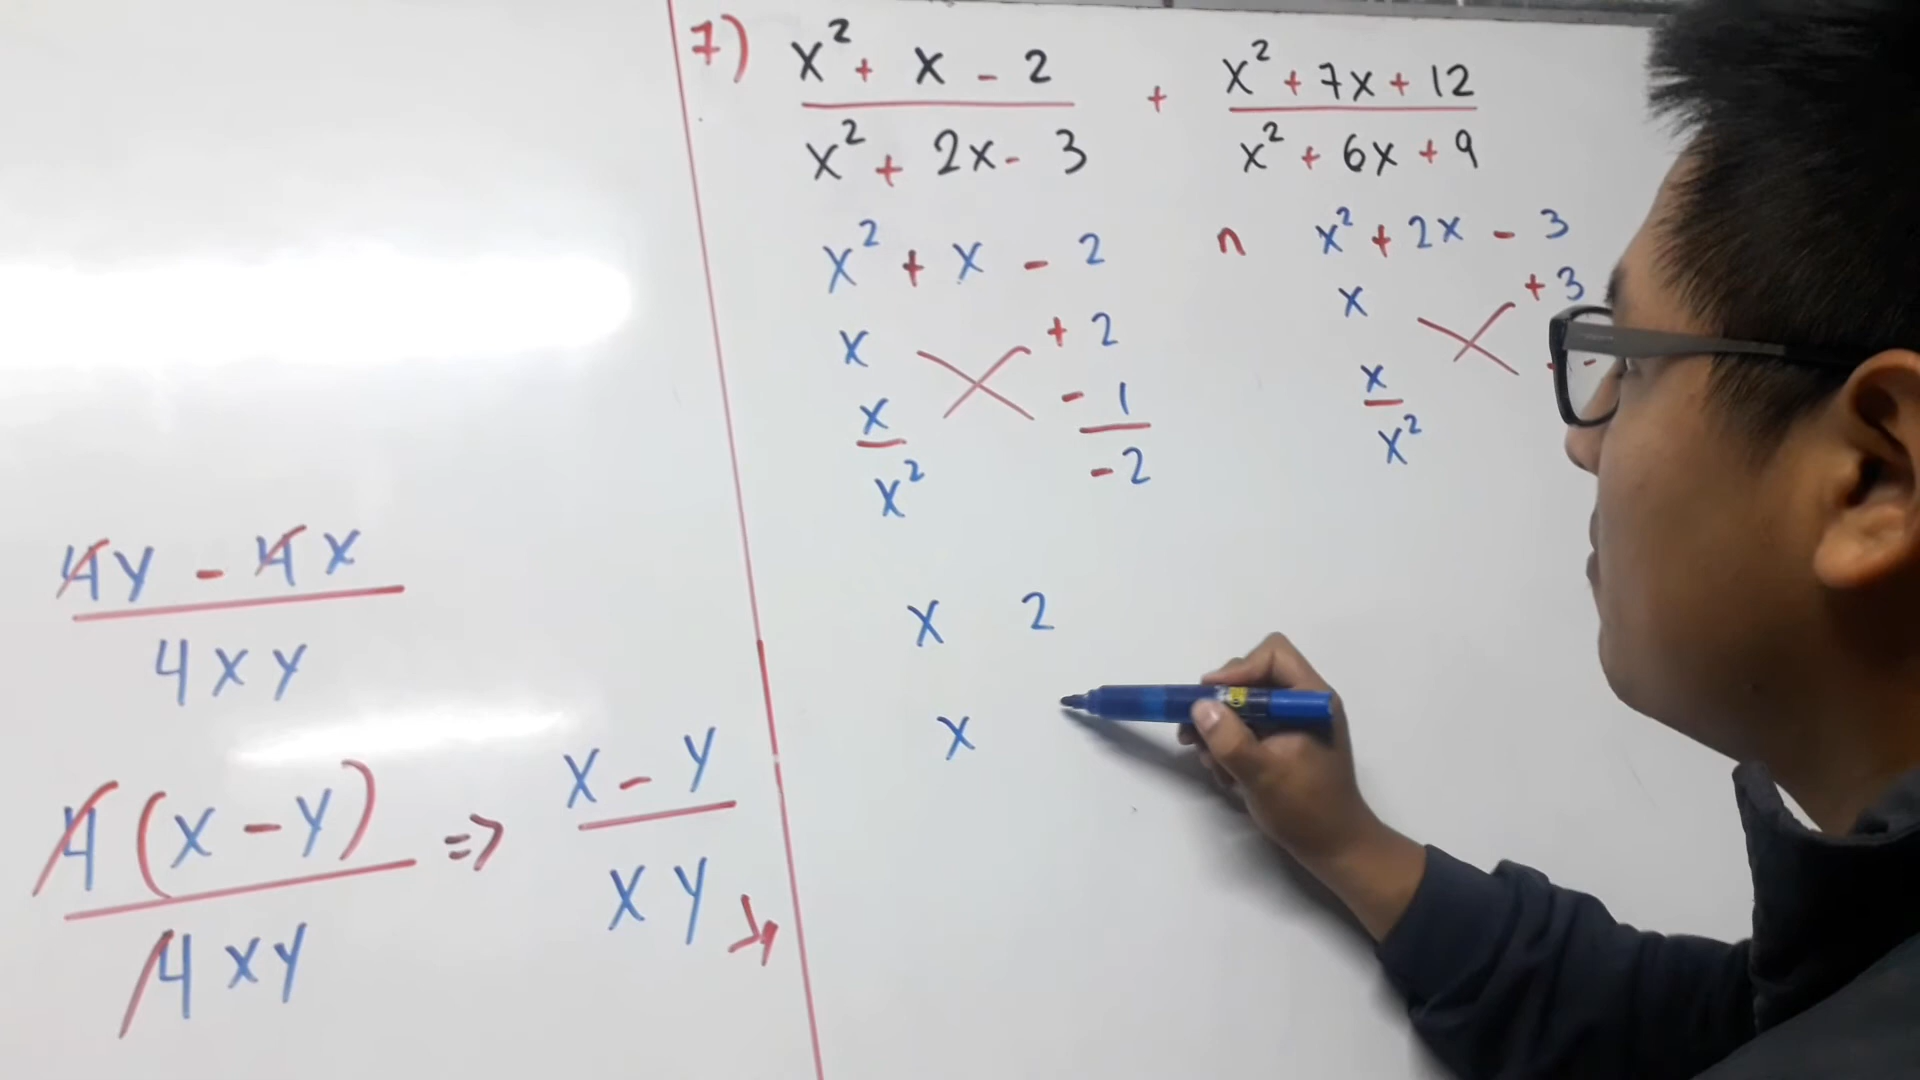 4y - 4x
4xy
4(x - y) => x - y
4xy xy
7) x² + x - 2 + x² + 7x + 12
x² + 2x - 3 x² + 6x + 9
x² + x - 2 n x² + 2x - 3
x + 2 x + 3
x - 1 x -
x² - 2 x²
x 2
x